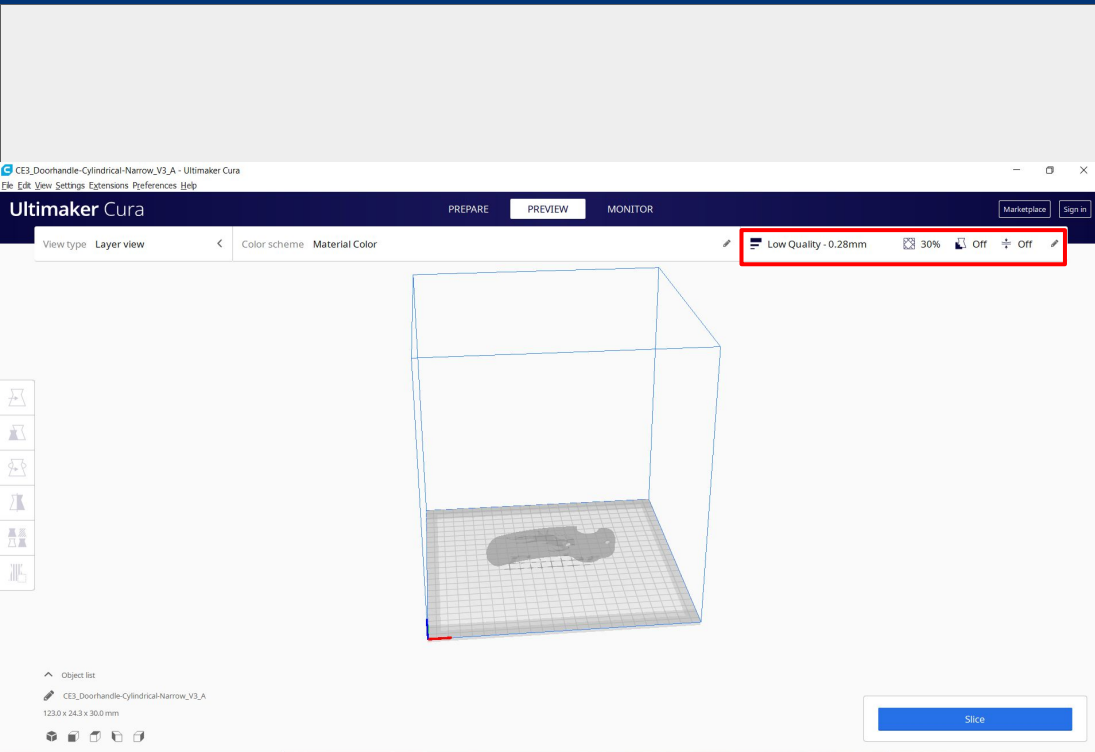 CE3_Doorhandle-Cylindrical-Narrow_V3_A - Ultimaker Cura
File Edit View Settings Extensions Preferences Help
Ultimaker Cura PREPARE PREVIEW MONITOR Marketplace Sign in
View type Layer view Color scheme Material Color Low Quality - 0.28mm 30% Off Off
Object list
CE3_Doorhandle-Cylindrical-Narrow_V3_A
123.0 x 24.3 x 30.0 mm
Slice